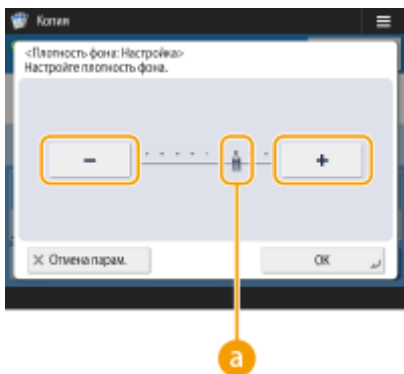 Копия
<Плотность фона: Настройка>
Настройте плотность фона.
− +
× Отмена парам. OK
a